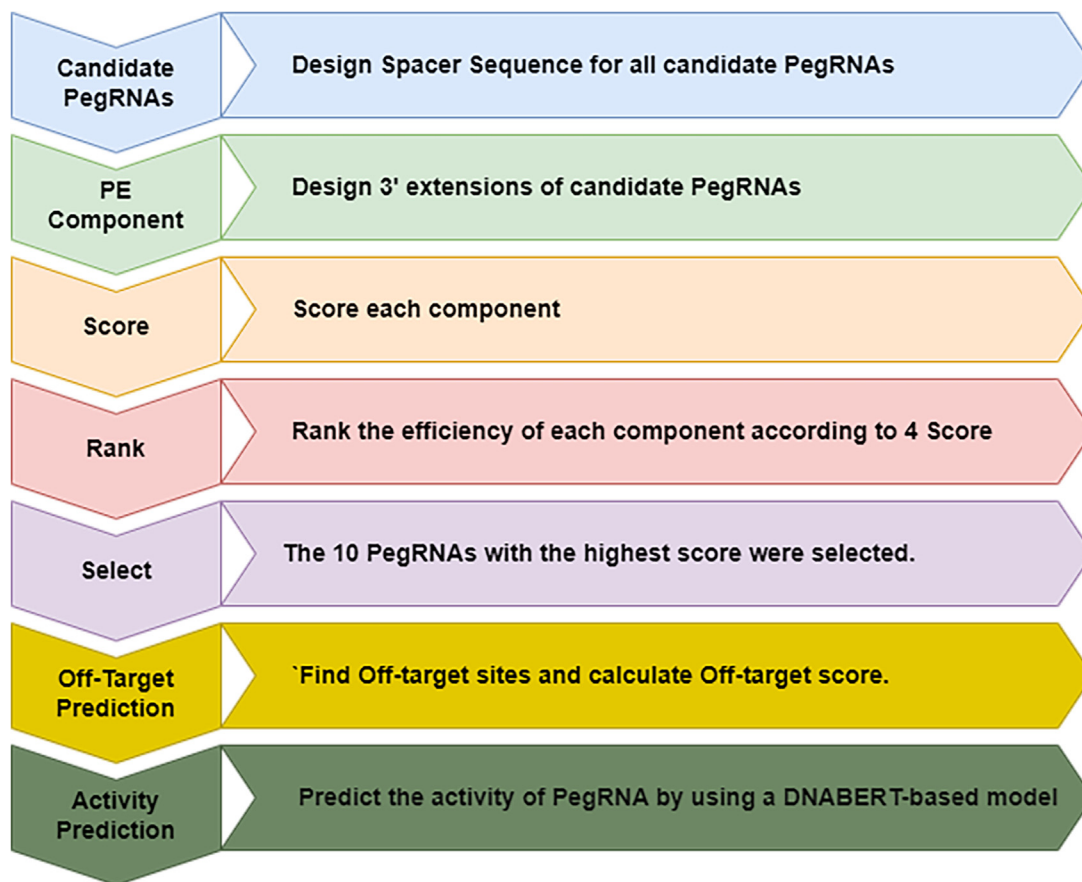 Candidate
PegRNAs
Design Spacer Sequence for all candidate PegRNAs
PE
Component
Design 3' extensions of candidate PegRNAs
Score
Score each component
Rank
Rank the efficiency of each component according to 4 Score
Select
The 10 PegRNAs with the highest score were selected.
Off-Target
Prediction
`Find Off-target sites and calculate Off-target score.
Activity
Prediction
Predict the activity of PegRNA by using a DNABERT-based model